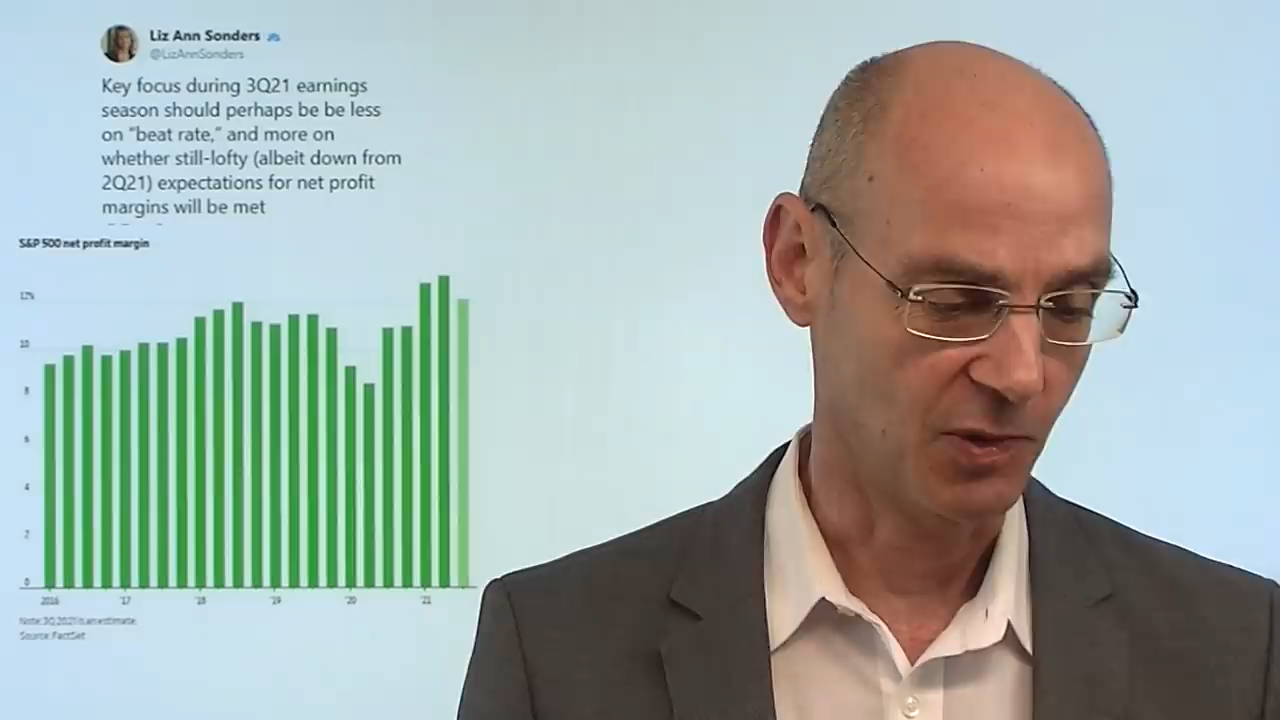 Liz Ann Sonders
@LizAnnSonders
Key focus during 3Q21 earnings
season should perhaps be be less
on “beat rate,” and more on
whether still-lofty (albeit down from
2Q21) expectations for net profit
margins will be met
S&P 500 net profit margin
12%
10
8
6
4
2
0
2016 '17 '18 '19 '20 '21
Note: 3Q 2021 is an estimate.
Source: FactSet